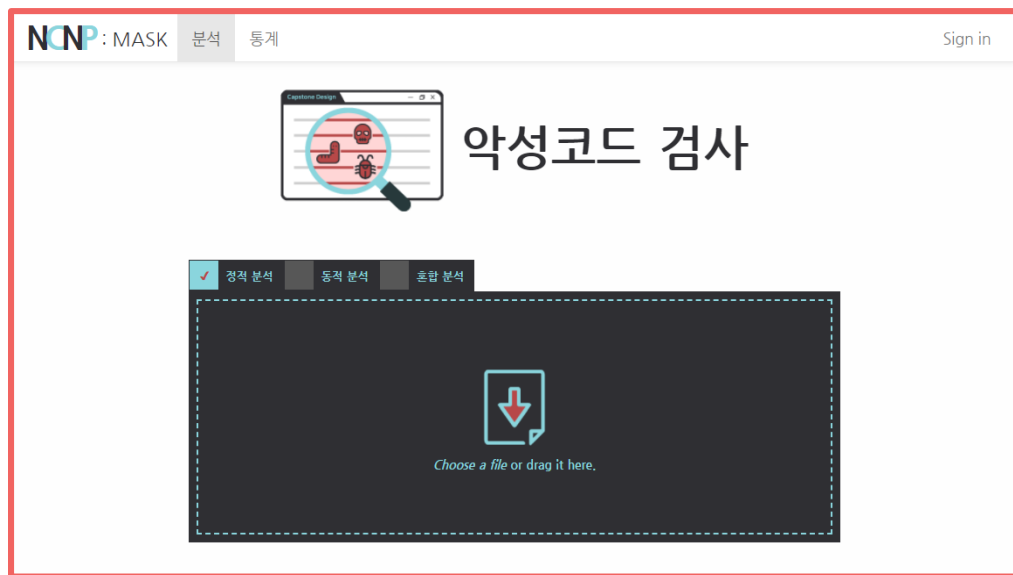 NCNP : MASK 분석 통계 Sign in
Capstone Design
악성코드 검사
정적 분석 동적 분석 혼합 분석
Choose a file or drag it here.